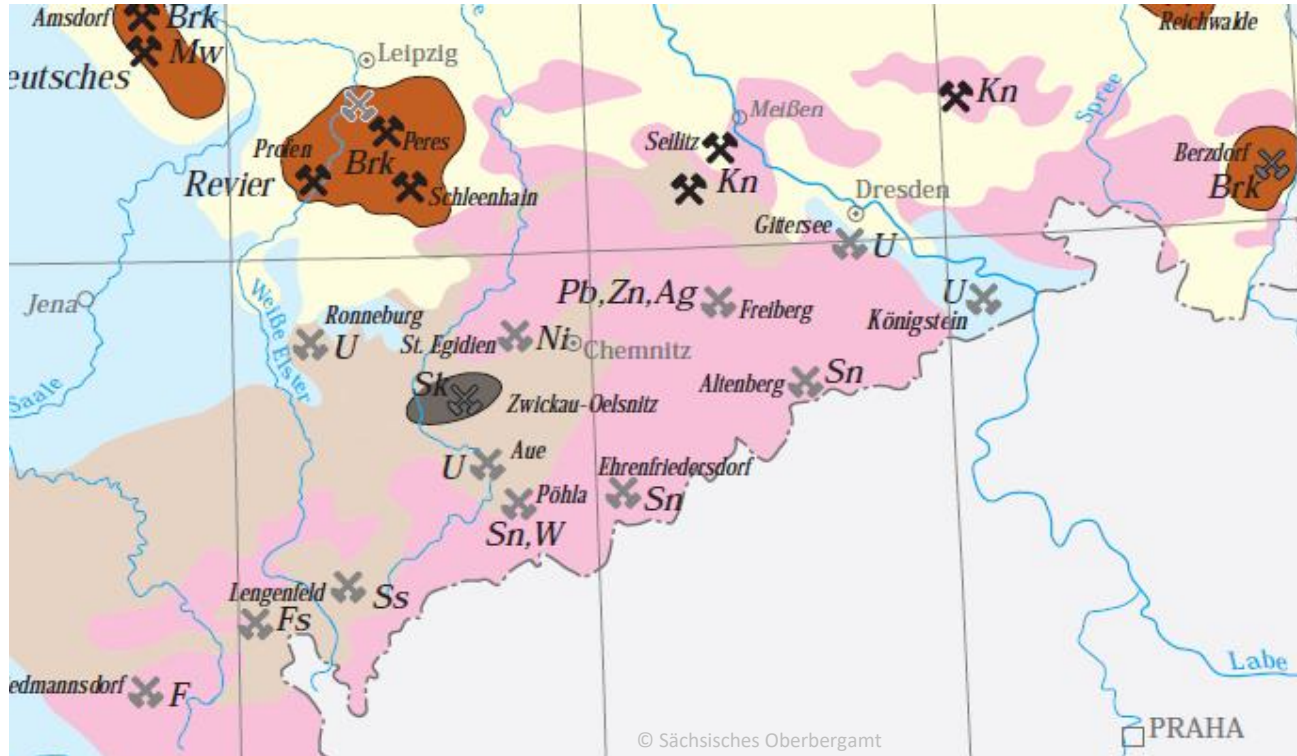 Amsdorf
Brk
Mw
eutsches
Leipzig
e
Reichwalde
Spree
Kn
Meißen
Seilitz
Kn
Berzdorf
Brk
Profen
Peres
Brk
Revier
Schleenhain
Dresden
Gittersee
U
Jena
Weiße Elster
Pb,Zn,Ag
Freiberg
U
Königstein
Ronneburg
U
St. Egidien
Ni
Chemnitz
Saale
Sk
Zwickau-Oelsnitz
Altenberg
Sn
Aue
U
Pöhla
Sn,W
Ehrenfriedersdorf
Sn
Lengenfeld
Ss
Fs
edmannsdorf
F
Labe
PRAHA
© Sächsisches Oberbergamt